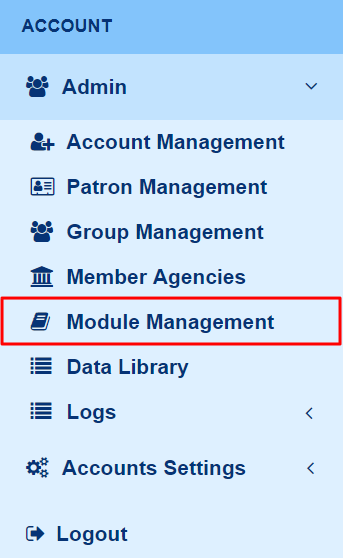 ACCOUNT
Admin
Account Management
Patron Management
Group Management
Member Agencies
Module Management
Data Library
Logs
Accounts Settings
Logout